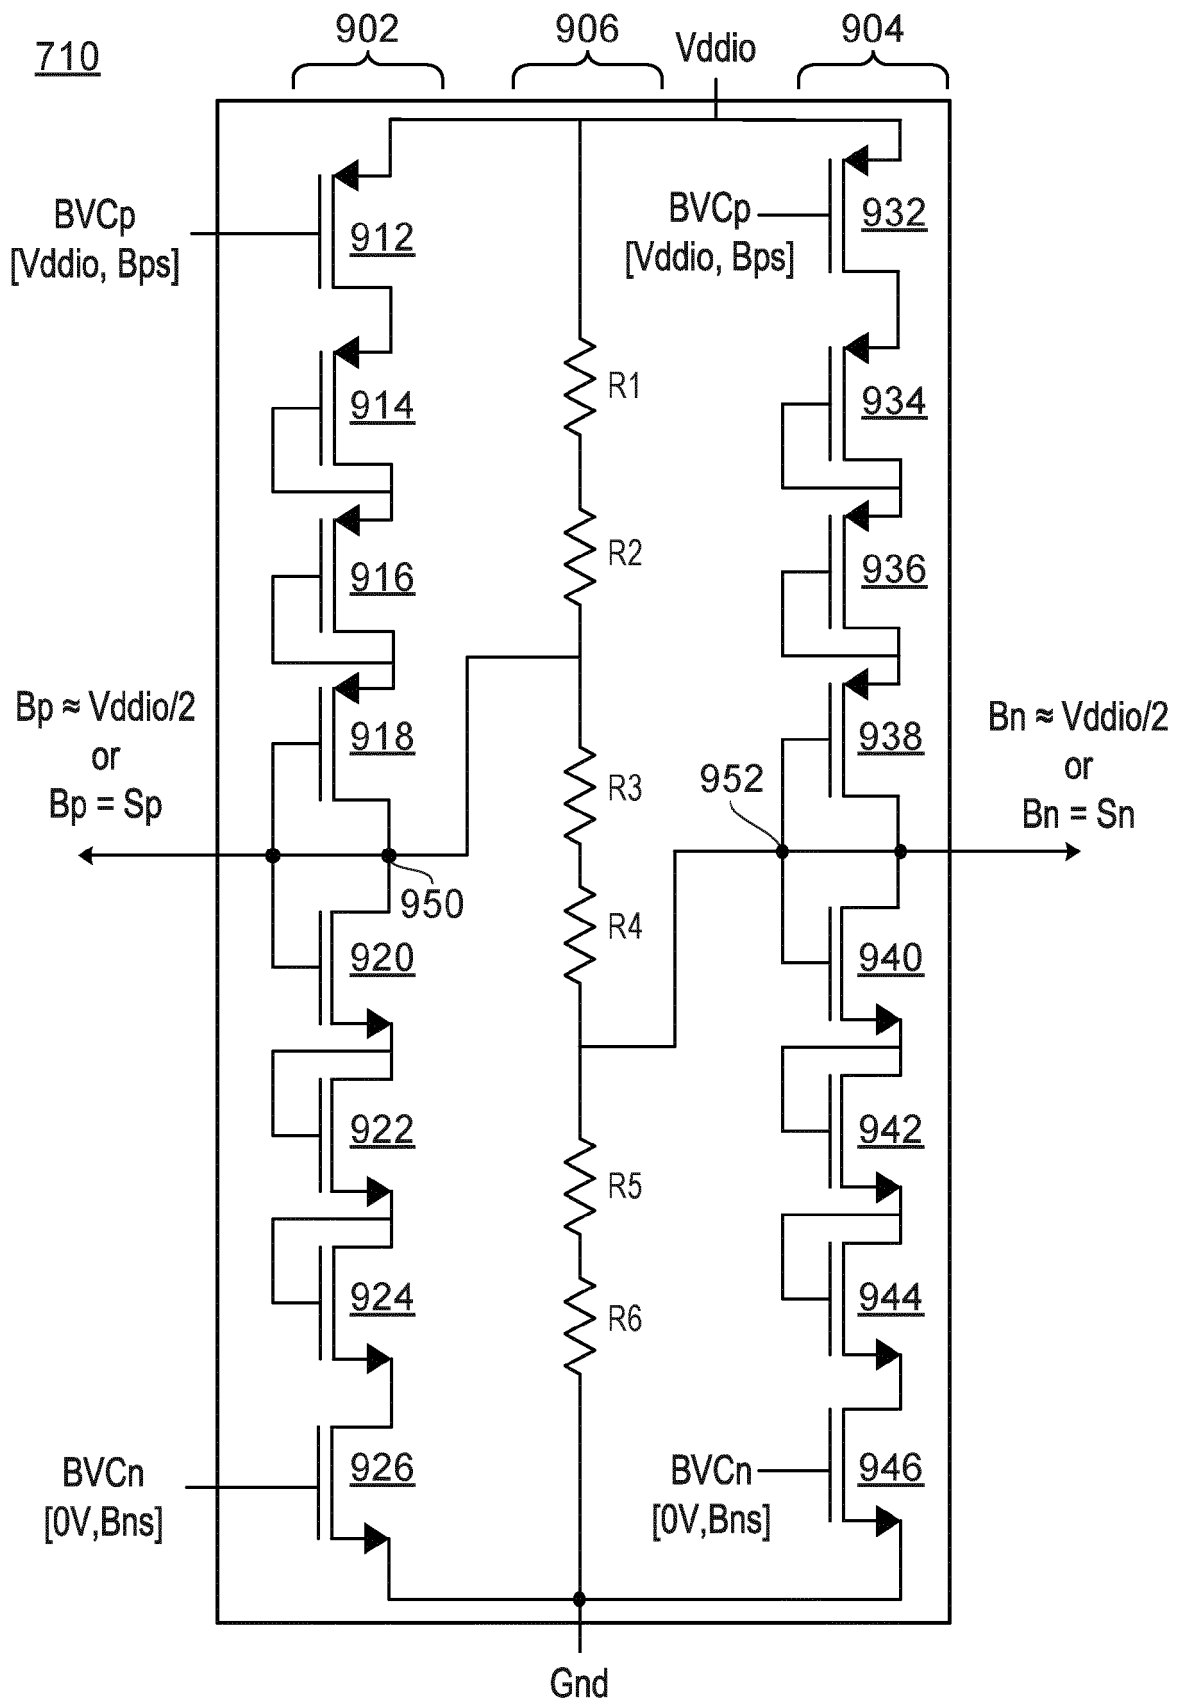 710
902
906
904
Vddio
BVCp
[Vddio, Bps]
912
BVCp
[Vddio, Bps]
932
914
R1
934
916
R2
936
Bp ≈ Vddio/2
or
Bp = Sp
918
R3
938
952
Bn ≈ Vddio/2
or
Bn = Sn
950
920
R4
940
922
R5
942
924
R6
944
BVCn
[0V,Bns]
926
BVCn
[0V,Bns]
946
Gnd